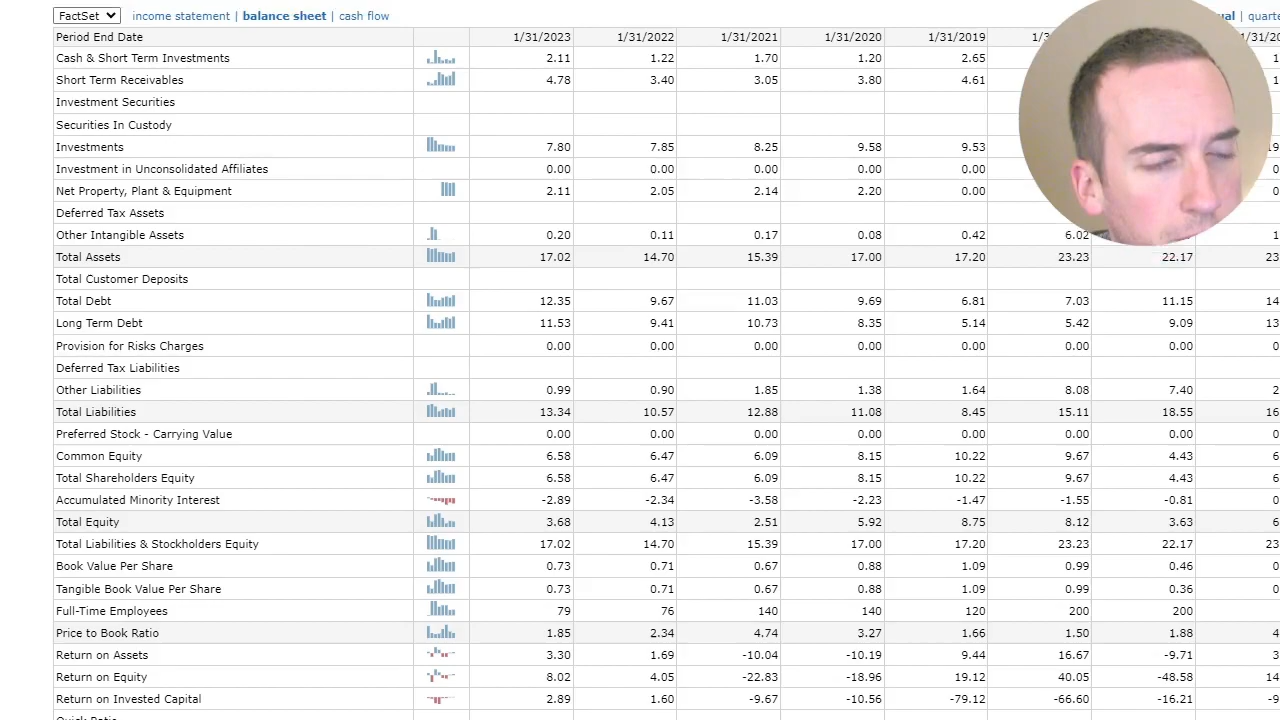 FactSet income statement | balance sheet | cash flow | quarte
Period End Date 1/31/2023 1/31/2022 1/31/2021 1/31/2020 1/31/2019
Cash & Short Term Investments 2.11 1.22 1.70 1.20 2.65
Short Term Receivables 4.78 3.40 3.05 3.80 4.61
Investment Securities
Securities In Custody
Investments 7.80 7.85 8.25 9.58 9.53
Investment in Unconsolidated Affiliates 0.00 0.00 0.00 0.00 0.00
Net Property, Plant & Equipment 2.11 2.05 2.14 2.20 0.00
Deferred Tax Assets
Other Intangible Assets 0.20 0.11 0.17 0.08 0.42 6.02
Total Assets 17.02 14.70 15.39 17.00 17.20 23.23 22.17 23
Total Customer Deposits
Total Debt 12.35 9.67 11.03 9.69 6.81 7.03 11.15 14
Long Term Debt 11.53 9.41 10.73 8.35 5.14 5.42 9.09 13
Provision for Risks Charges 0.00 0.00 0.00 0.00 0.00 0.00 0.00 0
Deferred Tax Liabilities
Other Liabilities 0.99 0.90 1.85 1.38 1.64 8.08 7.40 2
Total Liabilities 13.34 10.57 12.88 11.08 8.45 15.11 18.55 16
Preferred Stock - Carrying Value 0.00 0.00 0.00 0.00 0.00 0.00 0.00 0
Common Equity 6.58 6.47 6.09 8.15 10.22 9.67 4.43 6
Total Shareholders Equity 6.58 6.47 6.09 8.15 10.22 9.67 4.43 6
Accumulated Minority Interest -2.89 -2.34 -3.58 -2.23 -1.47 -1.55 -0.81 0
Total Equity 3.68 4.13 2.51 5.92 8.75 8.12 3.63 6
Total Liabilities & Stockholders Equity 17.02 14.70 15.39 17.00 17.20 23.23 22.17 23
Book Value Per Share 0.73 0.71 0.67 0.88 1.09 0.99 0.46 0
Tangible Book Value Per Share 0.73 0.71 0.67 0.88 1.09 0.99 0.36 0
Full-Time Employees 79 76 140 140 120 200 200
Price to Book Ratio 1.85 2.34 4.74 3.27 1.66 1.50 1.88 4
Return on Assets 3.30 1.69 -10.04 -10.19 9.44 16.67 -9.71 3
Return on Equity 8.02 4.05 -22.83 -18.96 19.12 40.05 -48.58 14
Return on Invested Capital 2.89 1.60 -9.67 -10.56 -79.12 -66.60 -16.21 -9
Quick Ratio